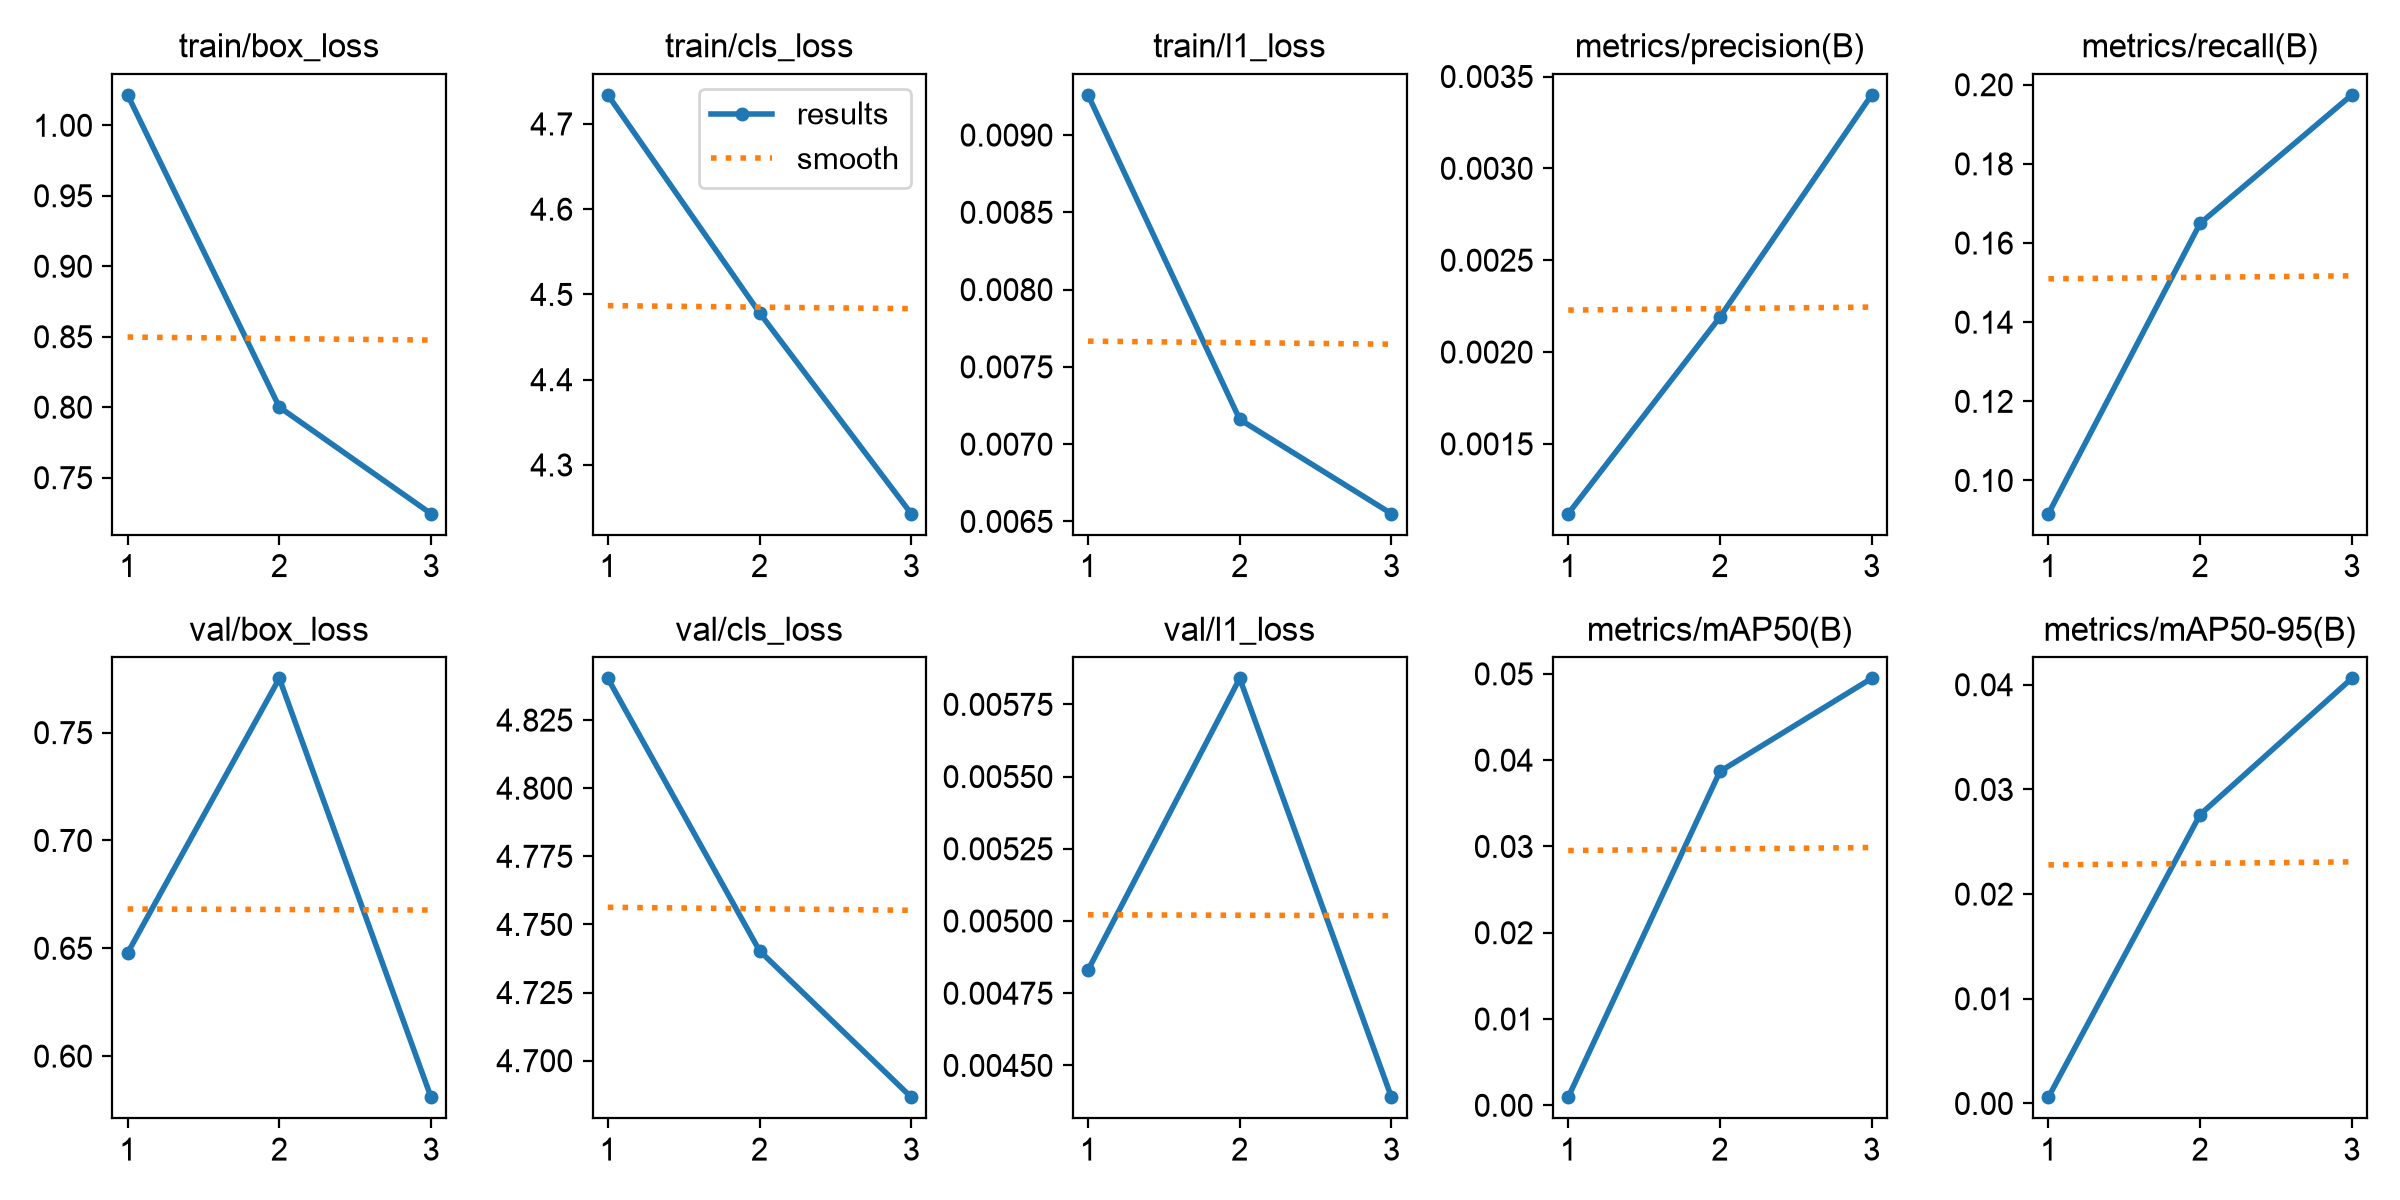 train/box_loss
1.00
0.95
0.90
0.85
0.80
0.75
1 2 3
train/cls_loss
results
smooth
4.7
4.6
4.5
4.4
4.3
1 2 3
train/l1_loss
0.0090
0.0085
0.0080
0.0075
0.0070
0.0065
1 2 3
metrics/precision(B)
0.0035
0.0030
0.0025
0.0020
0.0015
1 2 3
metrics/recall(B)
0.20
0.18
0.16
0.14
0.12
0.10
1 2 3
val/box_loss
0.75
0.70
0.65
0.60
1 2 3
val/cls_loss
4.825
4.800
4.775
4.750
4.725
4.700
1 2 3
val/l1_loss
0.00575
0.00550
0.00525
0.00500
0.00475
0.00450
1 2 3
metrics/mAP50(B)
0.05
0.04
0.03
0.02
0.01
0.00
1 2 3
metrics/mAP50-95(B)
0.04
0.03
0.02
0.01
0.00
1 2 3